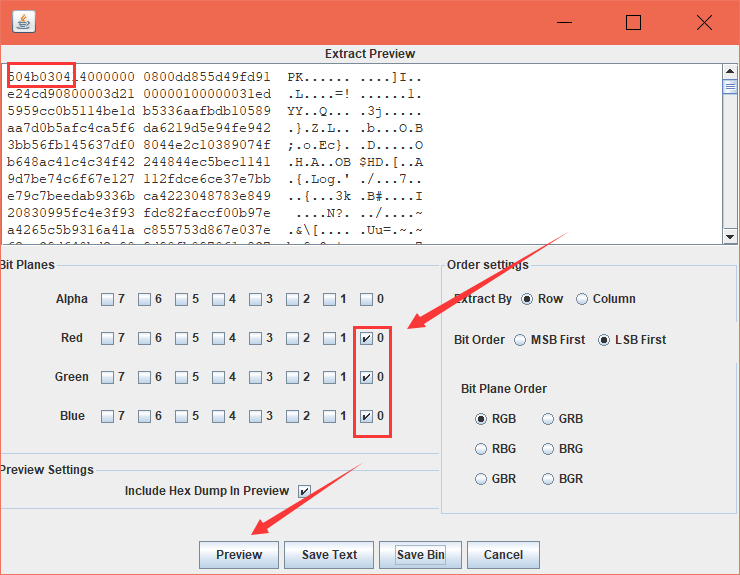 Extract Preview
504b030414000000 0800dd855d49fd91 PK...... ....]I..
e24cd90800003d21 00000100000031ed .L....=! ......1.
5959cc0b5114be1d b5336aafbdb10589 YY..Q... .3j.....
aa7d0b5afc4ca5f6 da6219d5e94fe942 .}.Z.L.. .b...O.B
3bb56fb145637df0 8044e2c10389074f ;.o.Ec}. .D.....O
b648ac41c4c34f42 244844ec5bec1141 .H.A..OB $HD.[..A
9d7be74c6f67e127 112fdce6ce37e7bb .{.Log.' ./...7..
e79c7beedab9336b ca4223048783e849 ..{...3k .B#....I
20830995fc4e3f93 fdc82faccf00b97e ....N?. ../....~
a4265c5b9316a41a c855753d867e037e .&\[.... .Uu=.~.~
Bit Planes
Alpha 7 6 5 4 3 2 1 0
Red 7 6 5 4 3 2 1 0
Green 7 6 5 4 3 2 1 0
Blue 7 6 5 4 3 2 1 0
Preview Settings
Include Hex Dump In Preview
Order settings
Extract By Row Column
Bit Order MSB First LSB First
Bit Plane Order
RGB GRB
RBG BRG
GBR BGR
Preview Save Text Save Bin Cancel